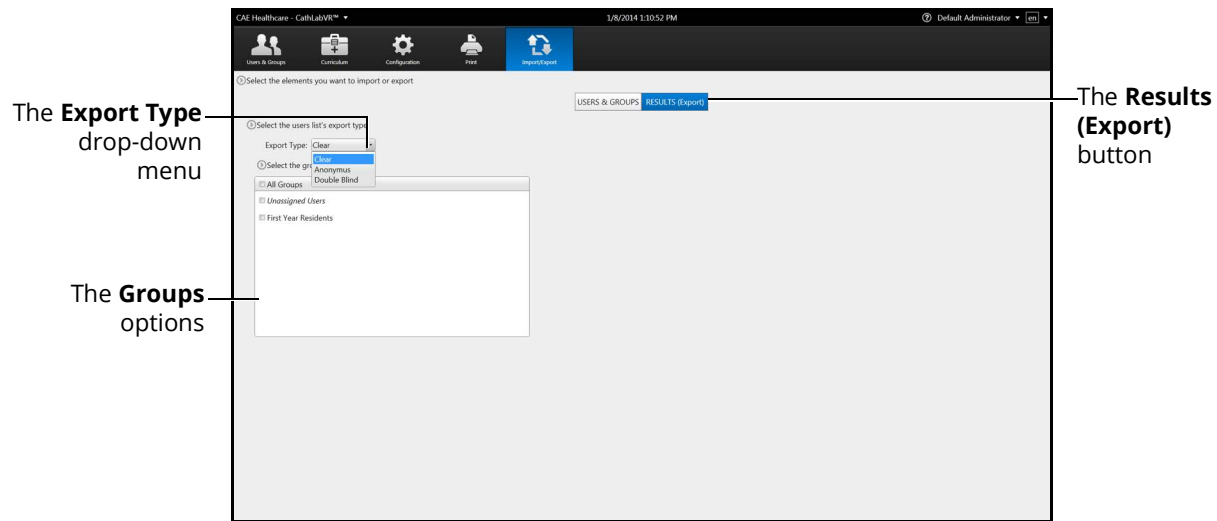 CAE Healthcare - CathLabVR™ ▾
1/8/2014 1:10:52 PM
Default Administrator ▾ en ▾
Users & Groups
Curriculum
Configuration
Print
Import/Export
Select the elements you want to import or export
USERS & GROUPS RESULTS (Export)
The Results
(Export)
button
The Export Type
drop-down
menu
Select the users list's export type
Export Type: Clear
Clear
Anonymus
Double Blind
Select the gr
All Groups
Unassigned Users
First Year Residents
The Groups
options